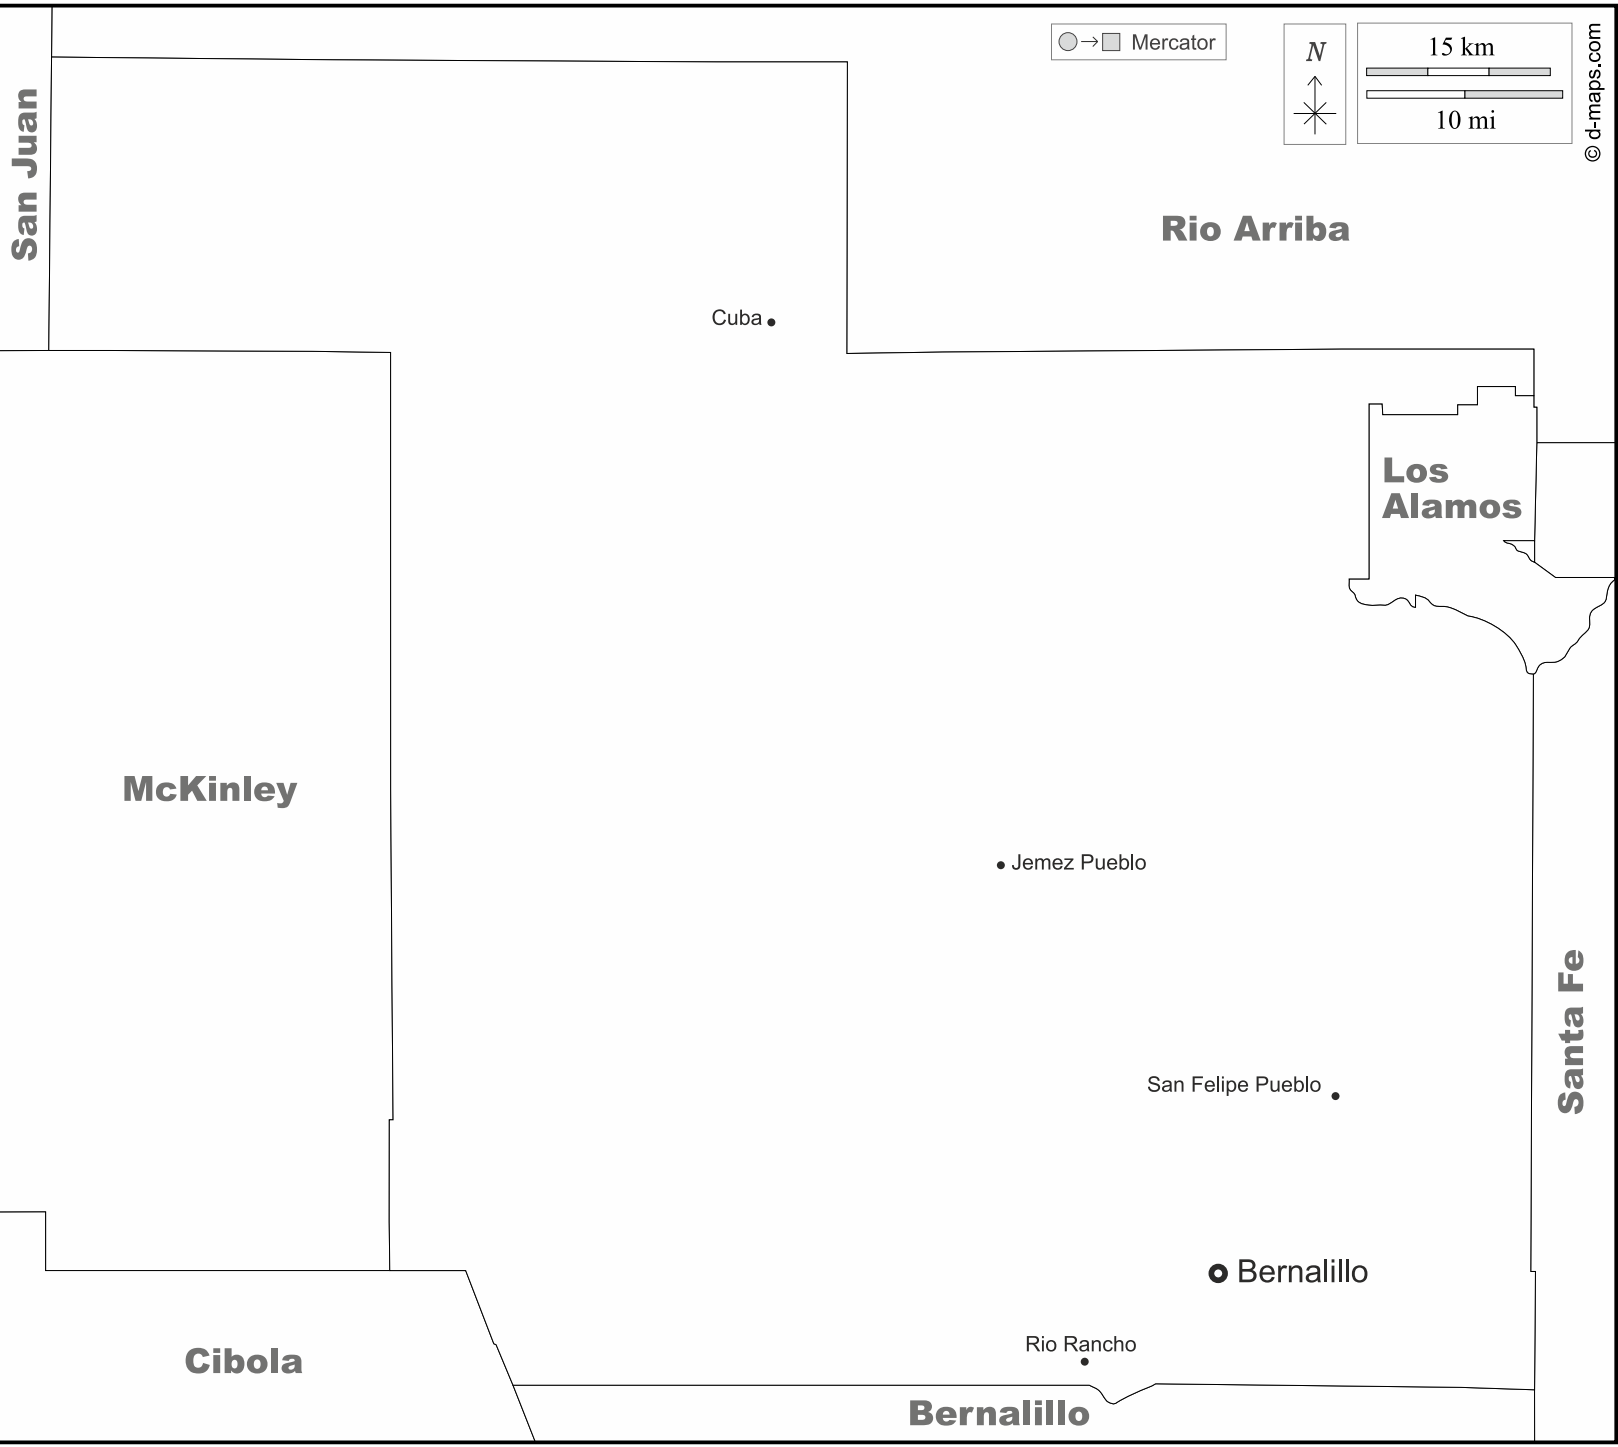 Mercator
N
15 km
10 mi
© d-maps.com
San Juan
Rio Arriba
Cuba
Los
Alamos
McKinley
Jemez Pueblo
Santa Fe
San Felipe Pueblo
Bernalillo
Rio Rancho
Cibola
Bernalillo